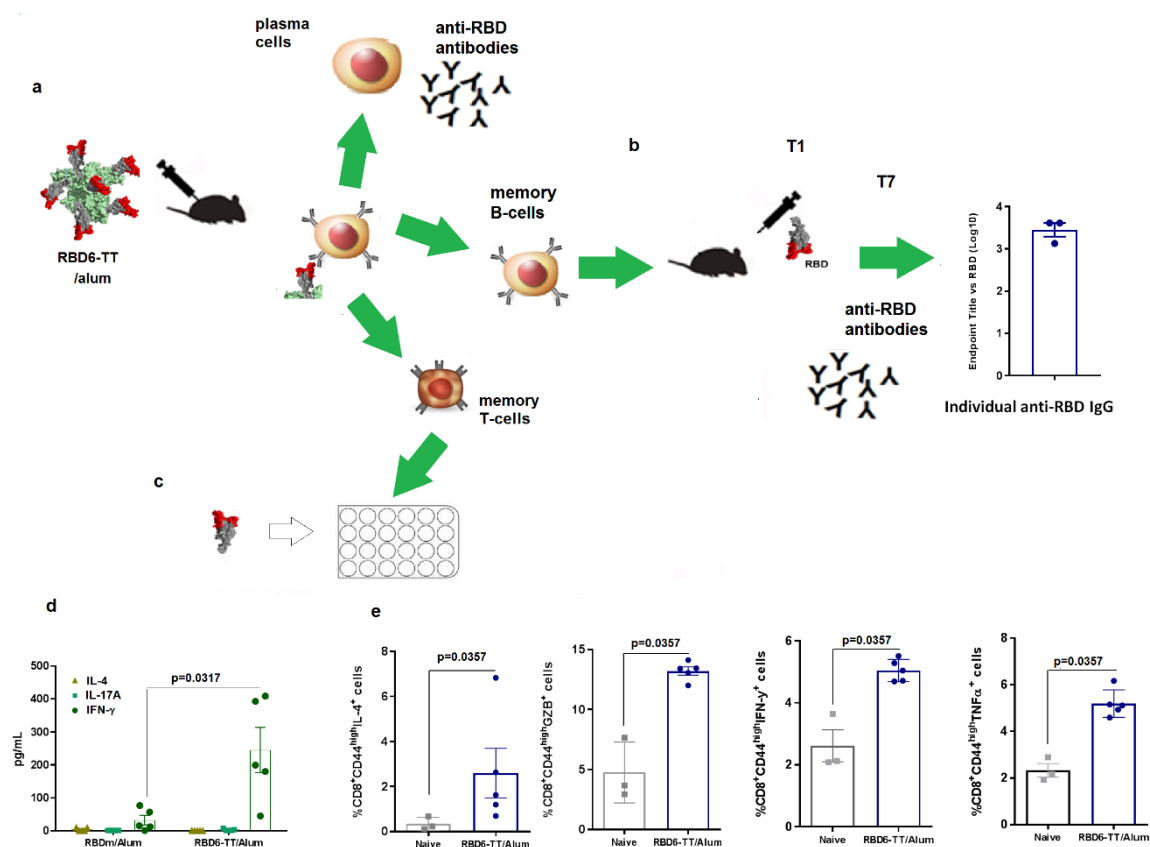 a
plasma
cells
anti-RBD
antibodies
RBD6-TT
/alum
memory
B-cells
memory
T-cells
b
T1
T7
RBD
anti-RBD
antibodies
Endpoint Title vs RBD (Log10)
4
3
2
1
0
Individual anti-RBD IgG
c
d
500
400
300
200
100
0
pg/mL
IL-4
IL-17A
IFN-γ
p=0.0317
RBDm/Alum
RBD6-TT/Alum
e
%CD8⁺CD44ʰⁱᵍʰIL-4⁺ cells
8
6
4
2
0
p=0.0357
Naive
RBD6-TT/Alum
%CD8⁺CD44ʰⁱᵍʰGZB⁺ cells
15
10
5
0
p=0.0357
Naive
RBD6-TT/Alum
%CD8⁺CD44ʰⁱᵍʰIFN-y⁺ cells
6
4
2
0
p=0.0357
Naive
RBD6-TT/Alum
%CD8⁺CD44ʰⁱᵍʰTNFα⁺ cells
8
6
4
2
0
p=0.0357
Naive
RBD6-TT/Alum